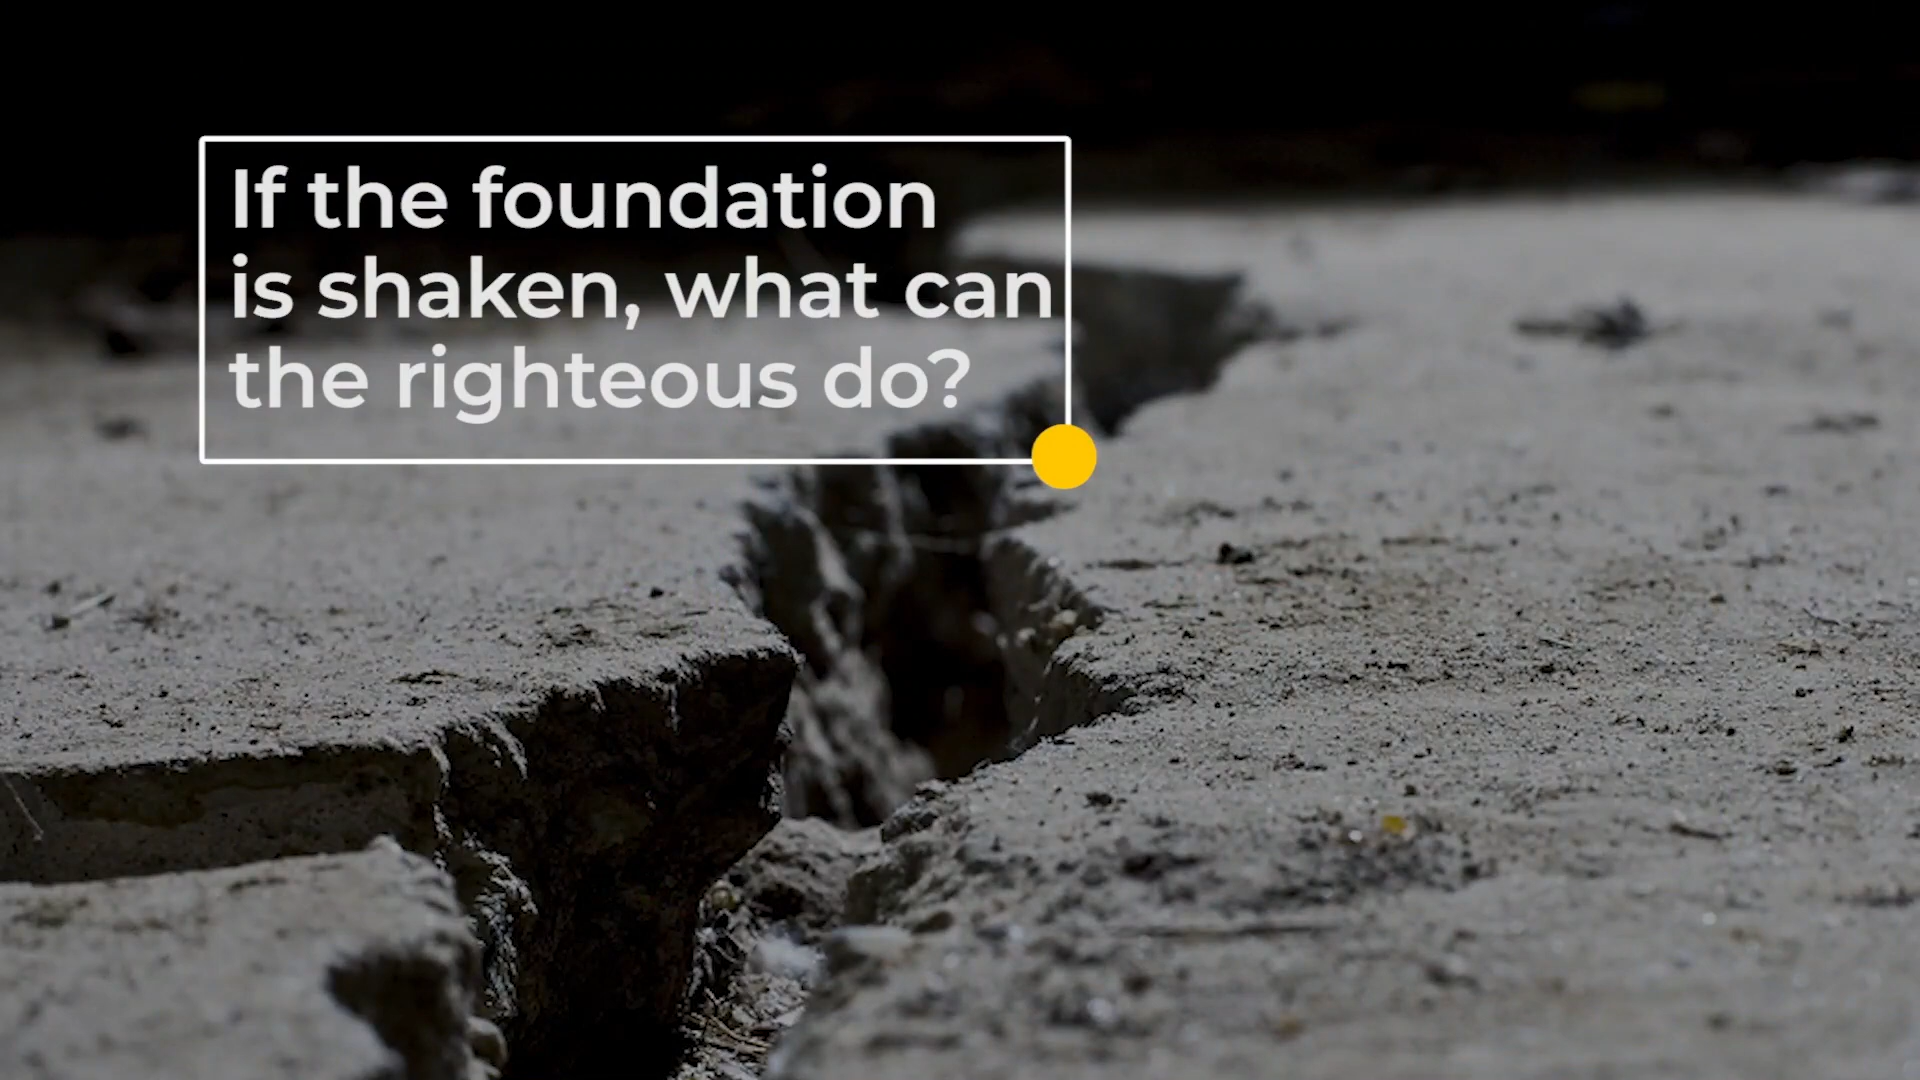 If the foundation
is shaken, what can
the righteous do?